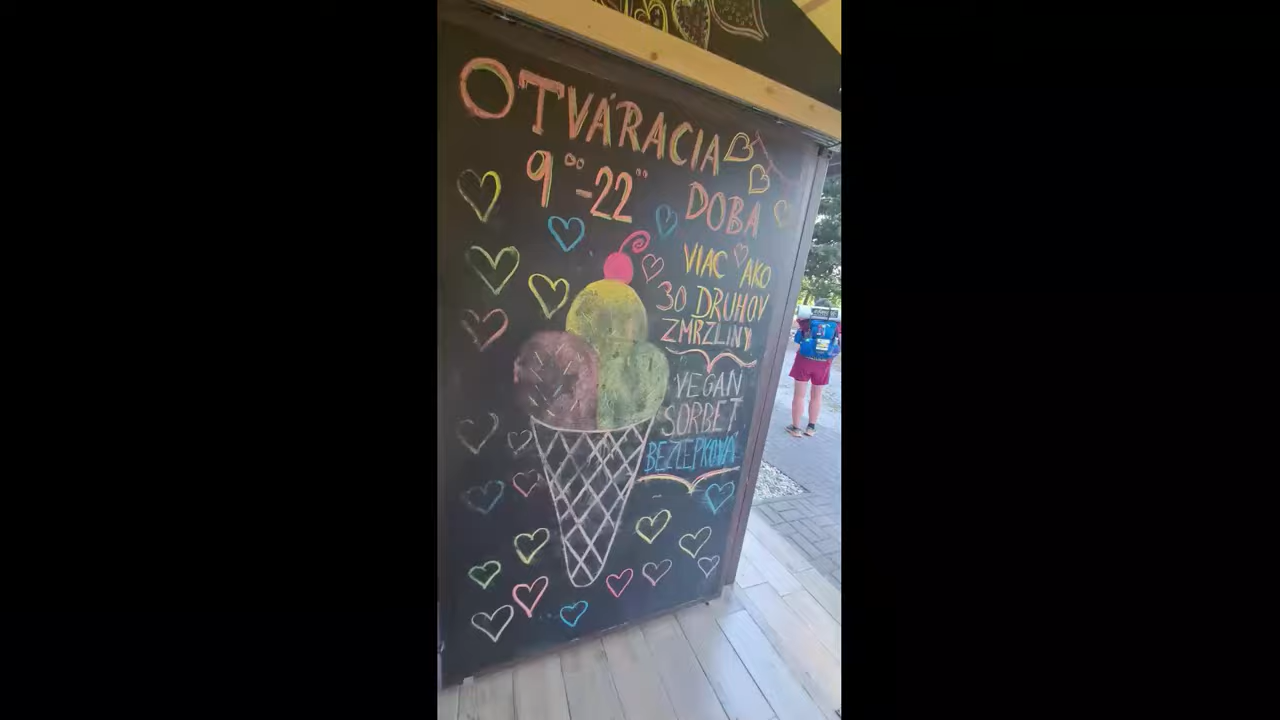 OTVÁRACIA
9⁰⁰-22⁰⁰ DOBA
VIAC AKO
30 DRUHOV
ZMRZLINY
VEGAN
SORBET
BEZLEPKOVÁ